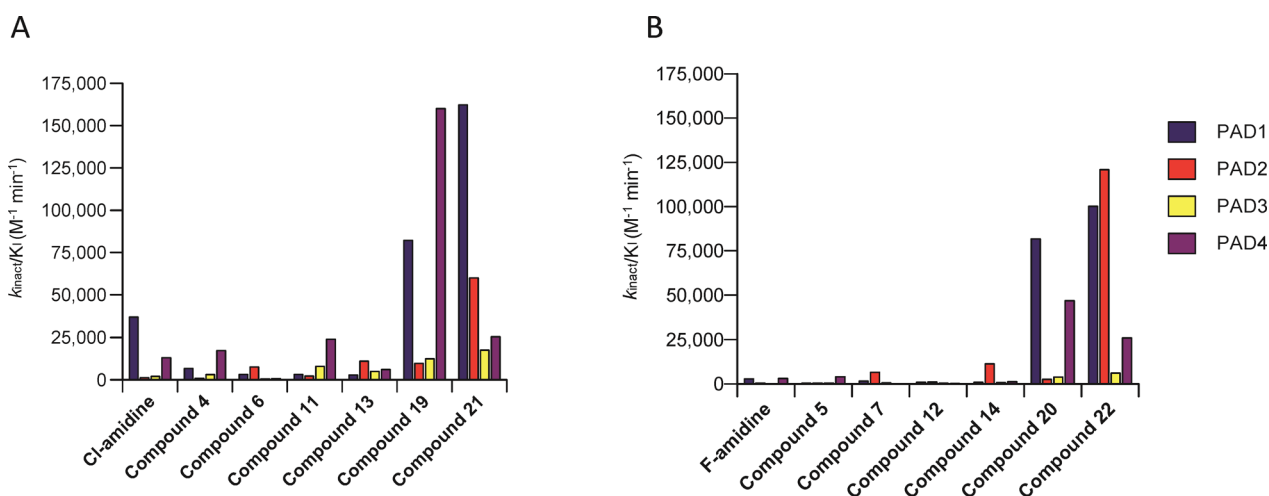 A
175,000
150,000
125,000
100,000
75,000
50,000
25,000
0
kinact/KI (M-1 min-1)
Cl-amidine
Compound 4
Compound 6
Compound 11
Compound 13
Compound 19
Compound 21
B
175,000
150,000
125,000
100,000
75,000
50,000
25,000
0
kinact/KI (M-1 min-1)
F-amidine
Compound 5
Compound 7
Compound 12
Compound 14
Compound 20
Compound 22
PAD1
PAD2
PAD3
PAD4